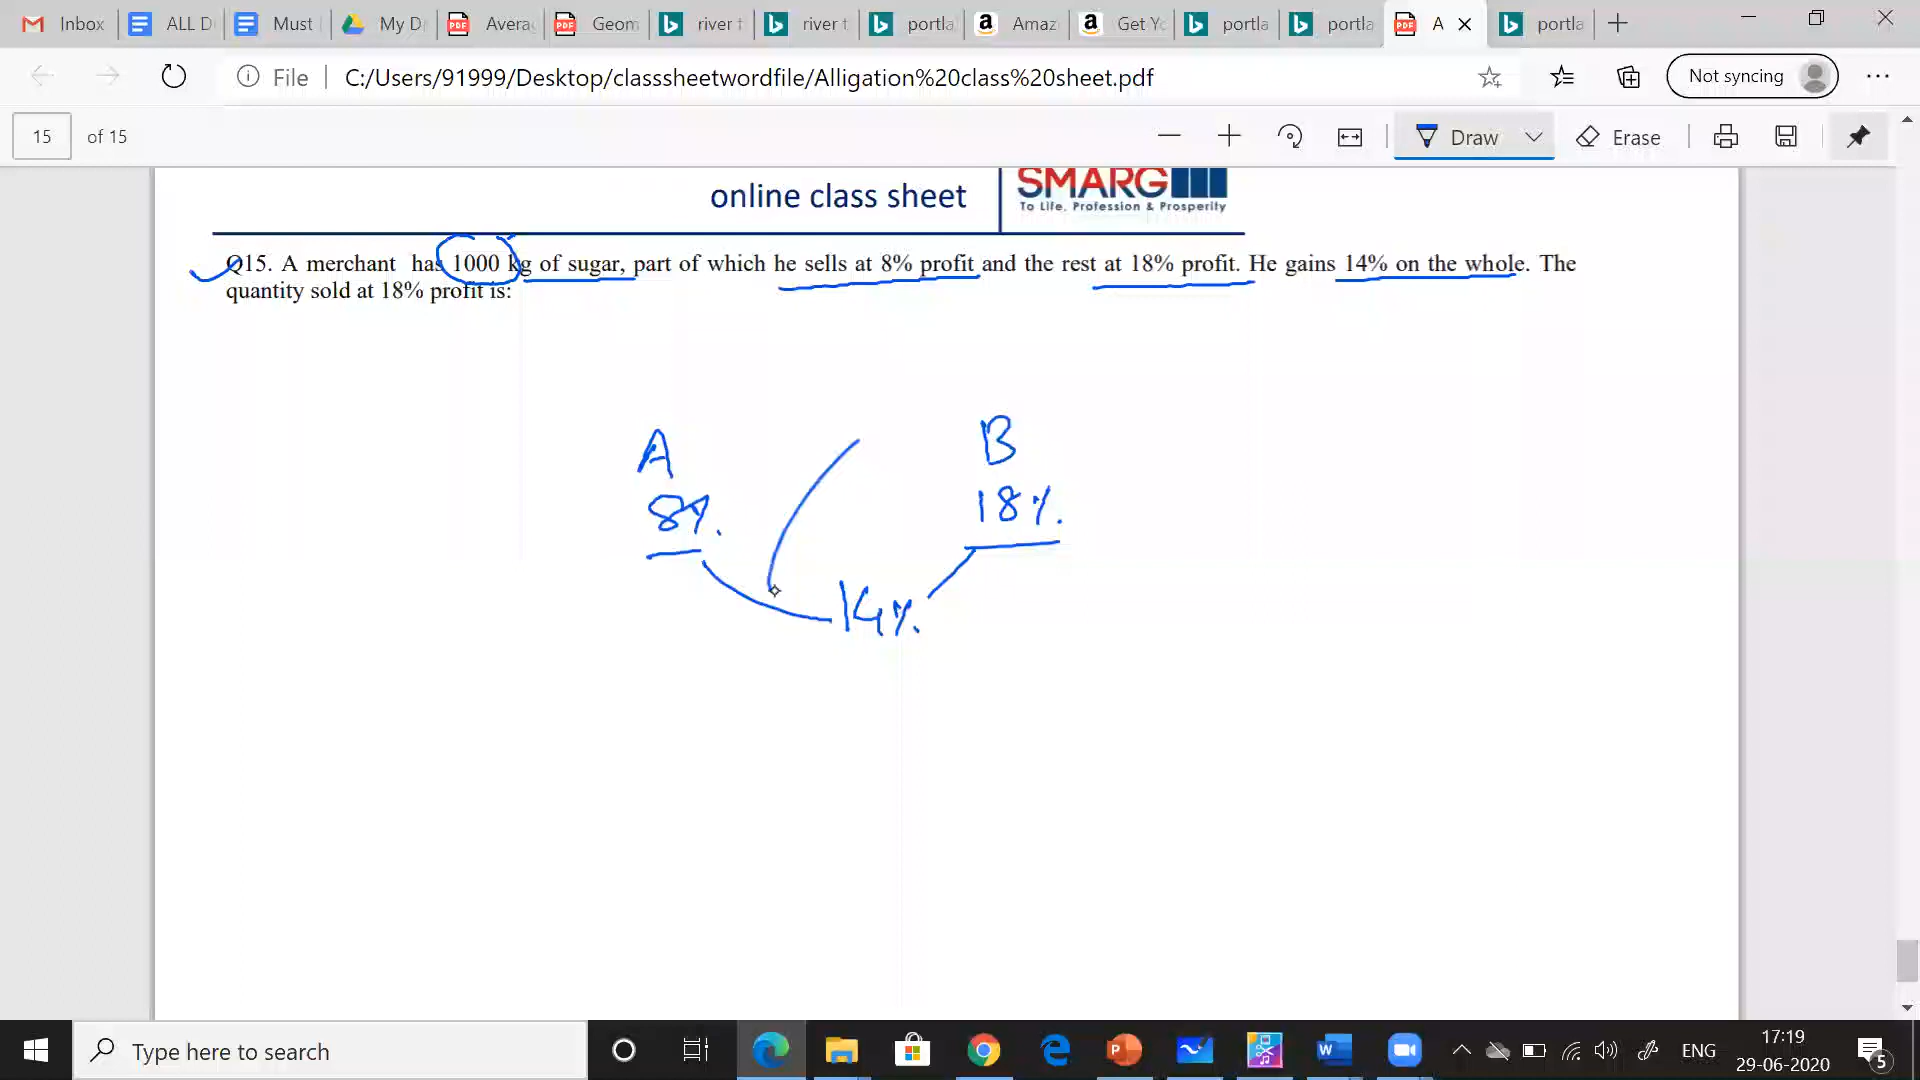 Inbox ALL D Must My Dr Avera Geom river t river t portla Amaz Get Yo portla portla A portla
File C:/Users/91999/Desktop/classsheetwordfile/Alligation%20class%20sheet.pdf Not syncing
15 of 15 Draw Erase
online class sheet SMARG
To Life, Profession & Prosperity
Q15. A merchant has 1000 kg of sugar, part of which he sells at 8% profit and the rest at 18% profit. He gains 14% on the whole. The
quantity sold at 18% profit is:
A B
8%. 18%.
14%.
Type here to search ENG 17:19
29-06-2020 5